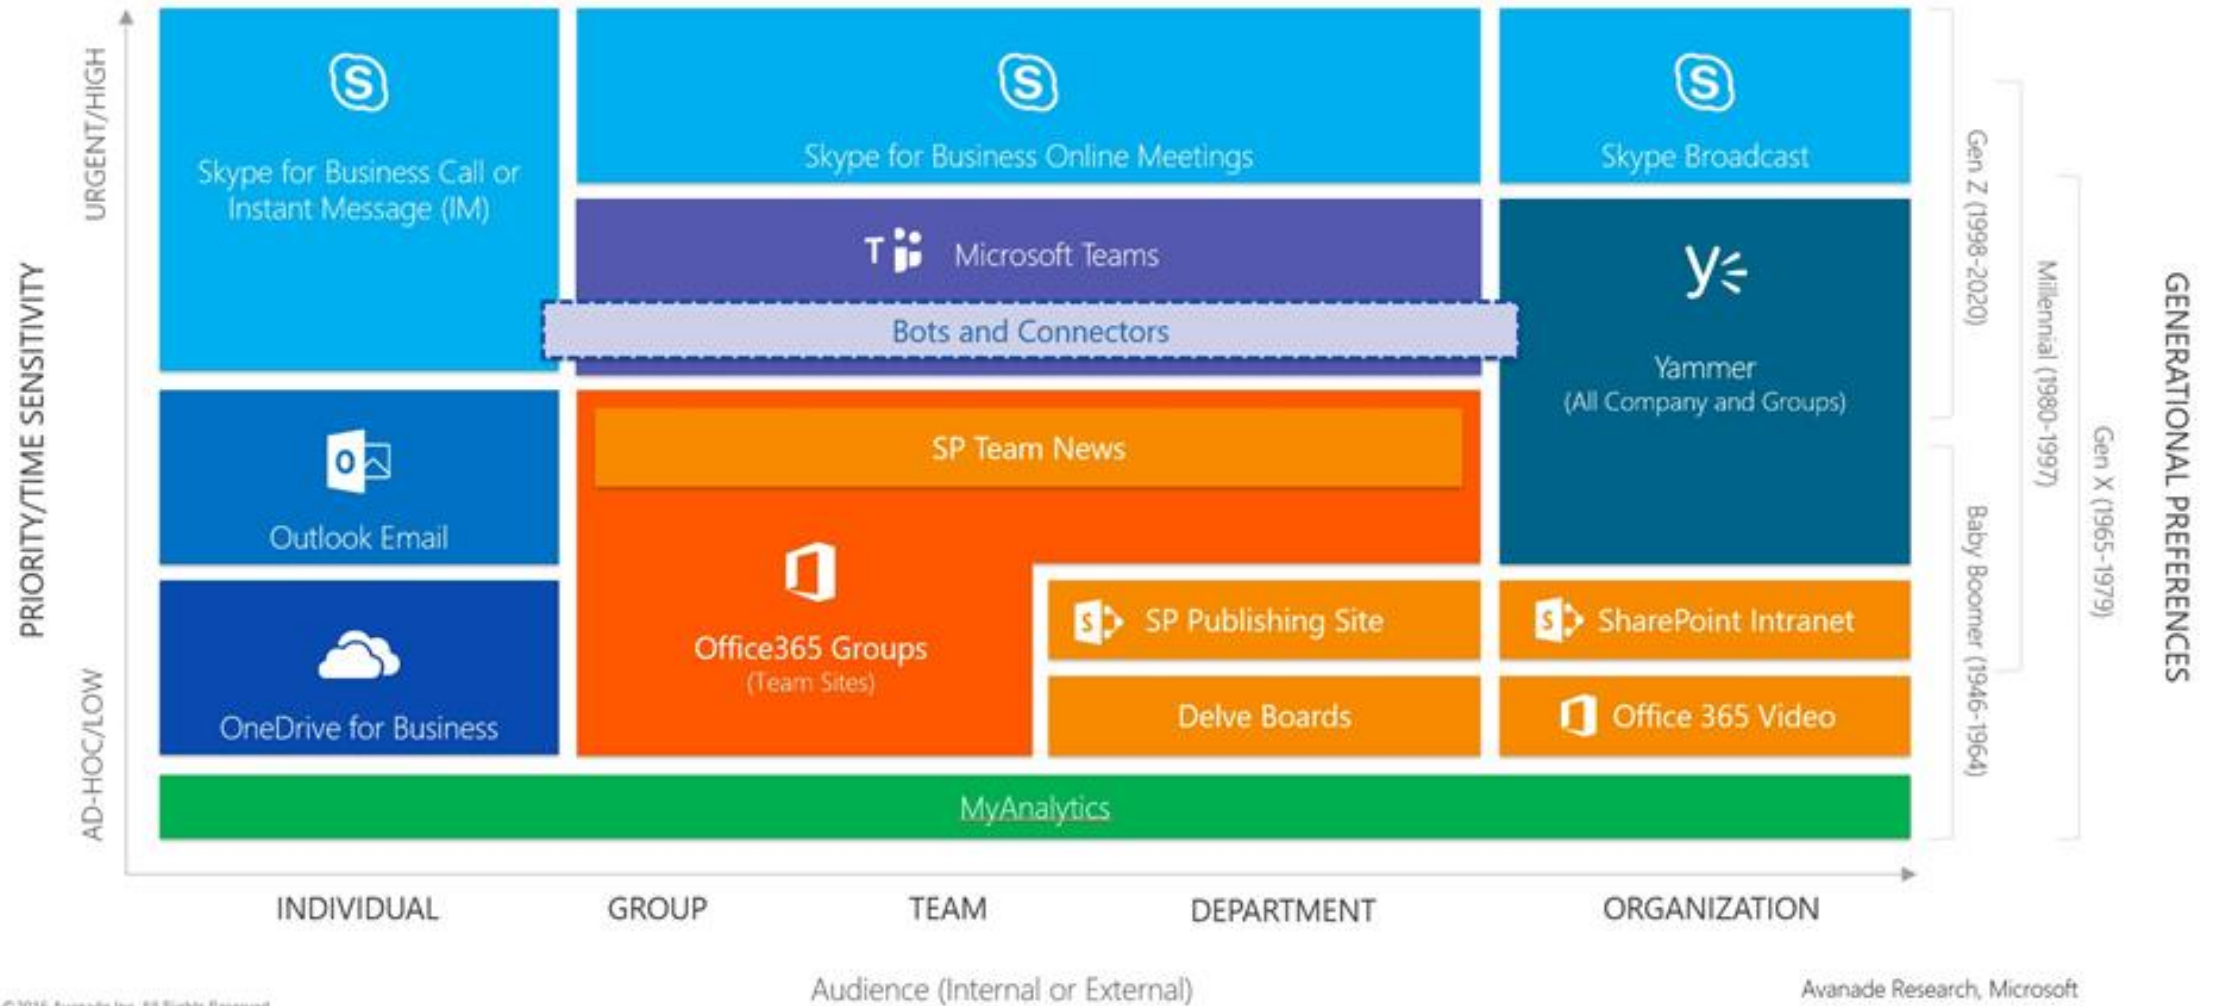 URGENT/HIGH
PRIORITY/TIME SENSITIVITY
AD-HOC/LOW
Skype for Business Call or
Instant Message (IM)
Skype for Business Online Meetings
Skype Broadcast
Microsoft Teams
Bots and Connectors
Yammer
(All Company and Groups)
Outlook Email
SP Team News
Office365 Groups
(Team Sites)
SP Publishing Site
SharePoint Intranet
OneDrive for Business
Delve Boards
Office 365 Video
MyAnalytics
Gen Z (1998-2020)
Baby Boomer (1946-1964)
Millennial (1980-1997)
Gen X (1965-1979)
GENERATIONAL PREFERENCES
INDIVIDUAL
GROUP
TEAM
DEPARTMENT
ORGANIZATION
Audience (Internal or External)
Avanade Research, Microsoft